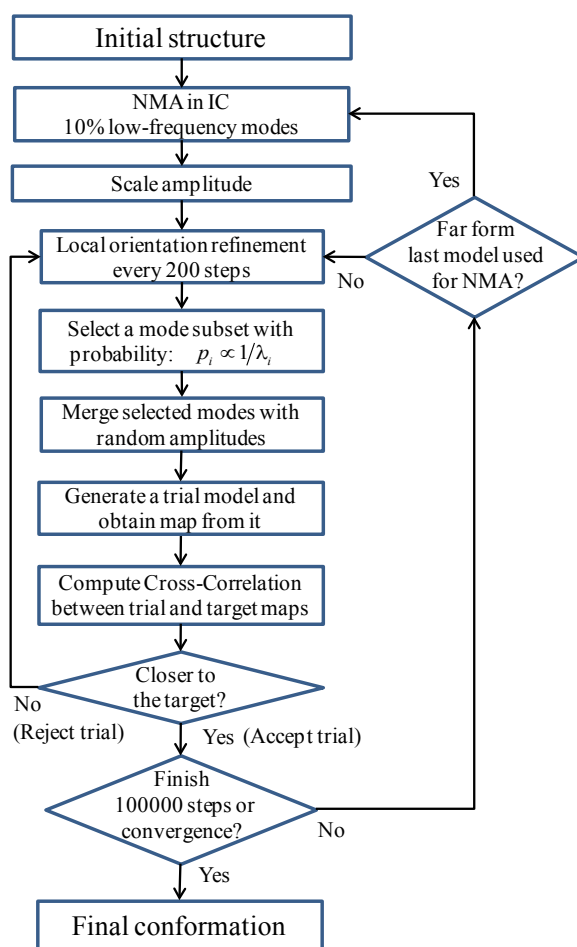 Initial structure
NMA in IC
10% low-frequency modes
Scale amplitude
Yes
Far form
last model used
for NMA?
No
Local orientation refinement
every 200 steps
Select a mode subset with
probability: p_i ∝ 1/λ_i
Merge selected modes with
random amplitudes
Generate a trial model and
obtain map from it
Compute Cross-Correlation
between trial and target maps
Closer to
the target?
No
(Reject trial)
Yes (Accept trial)
Finish
100000 steps or
convergence?
No
Yes
Final conformation